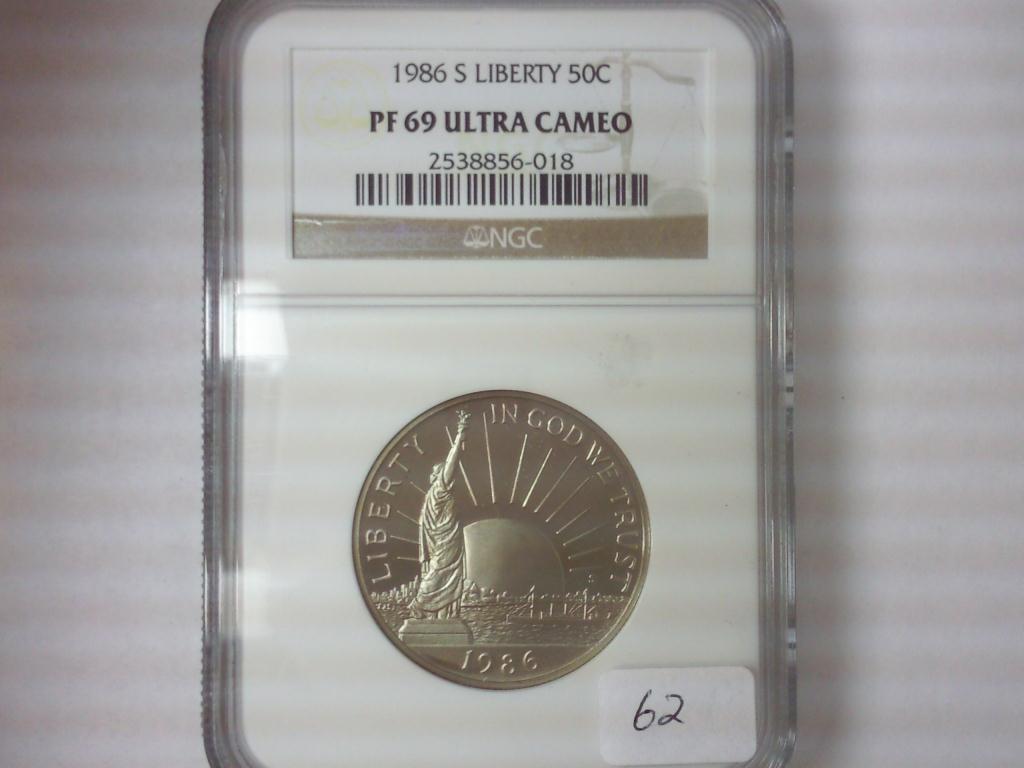 1986 S LIBERTY 50C
PF 69 ULTRA CAMEO
2538856-018
NGC
LIBERTY
IN GOD WE TRUST
S
1986
62